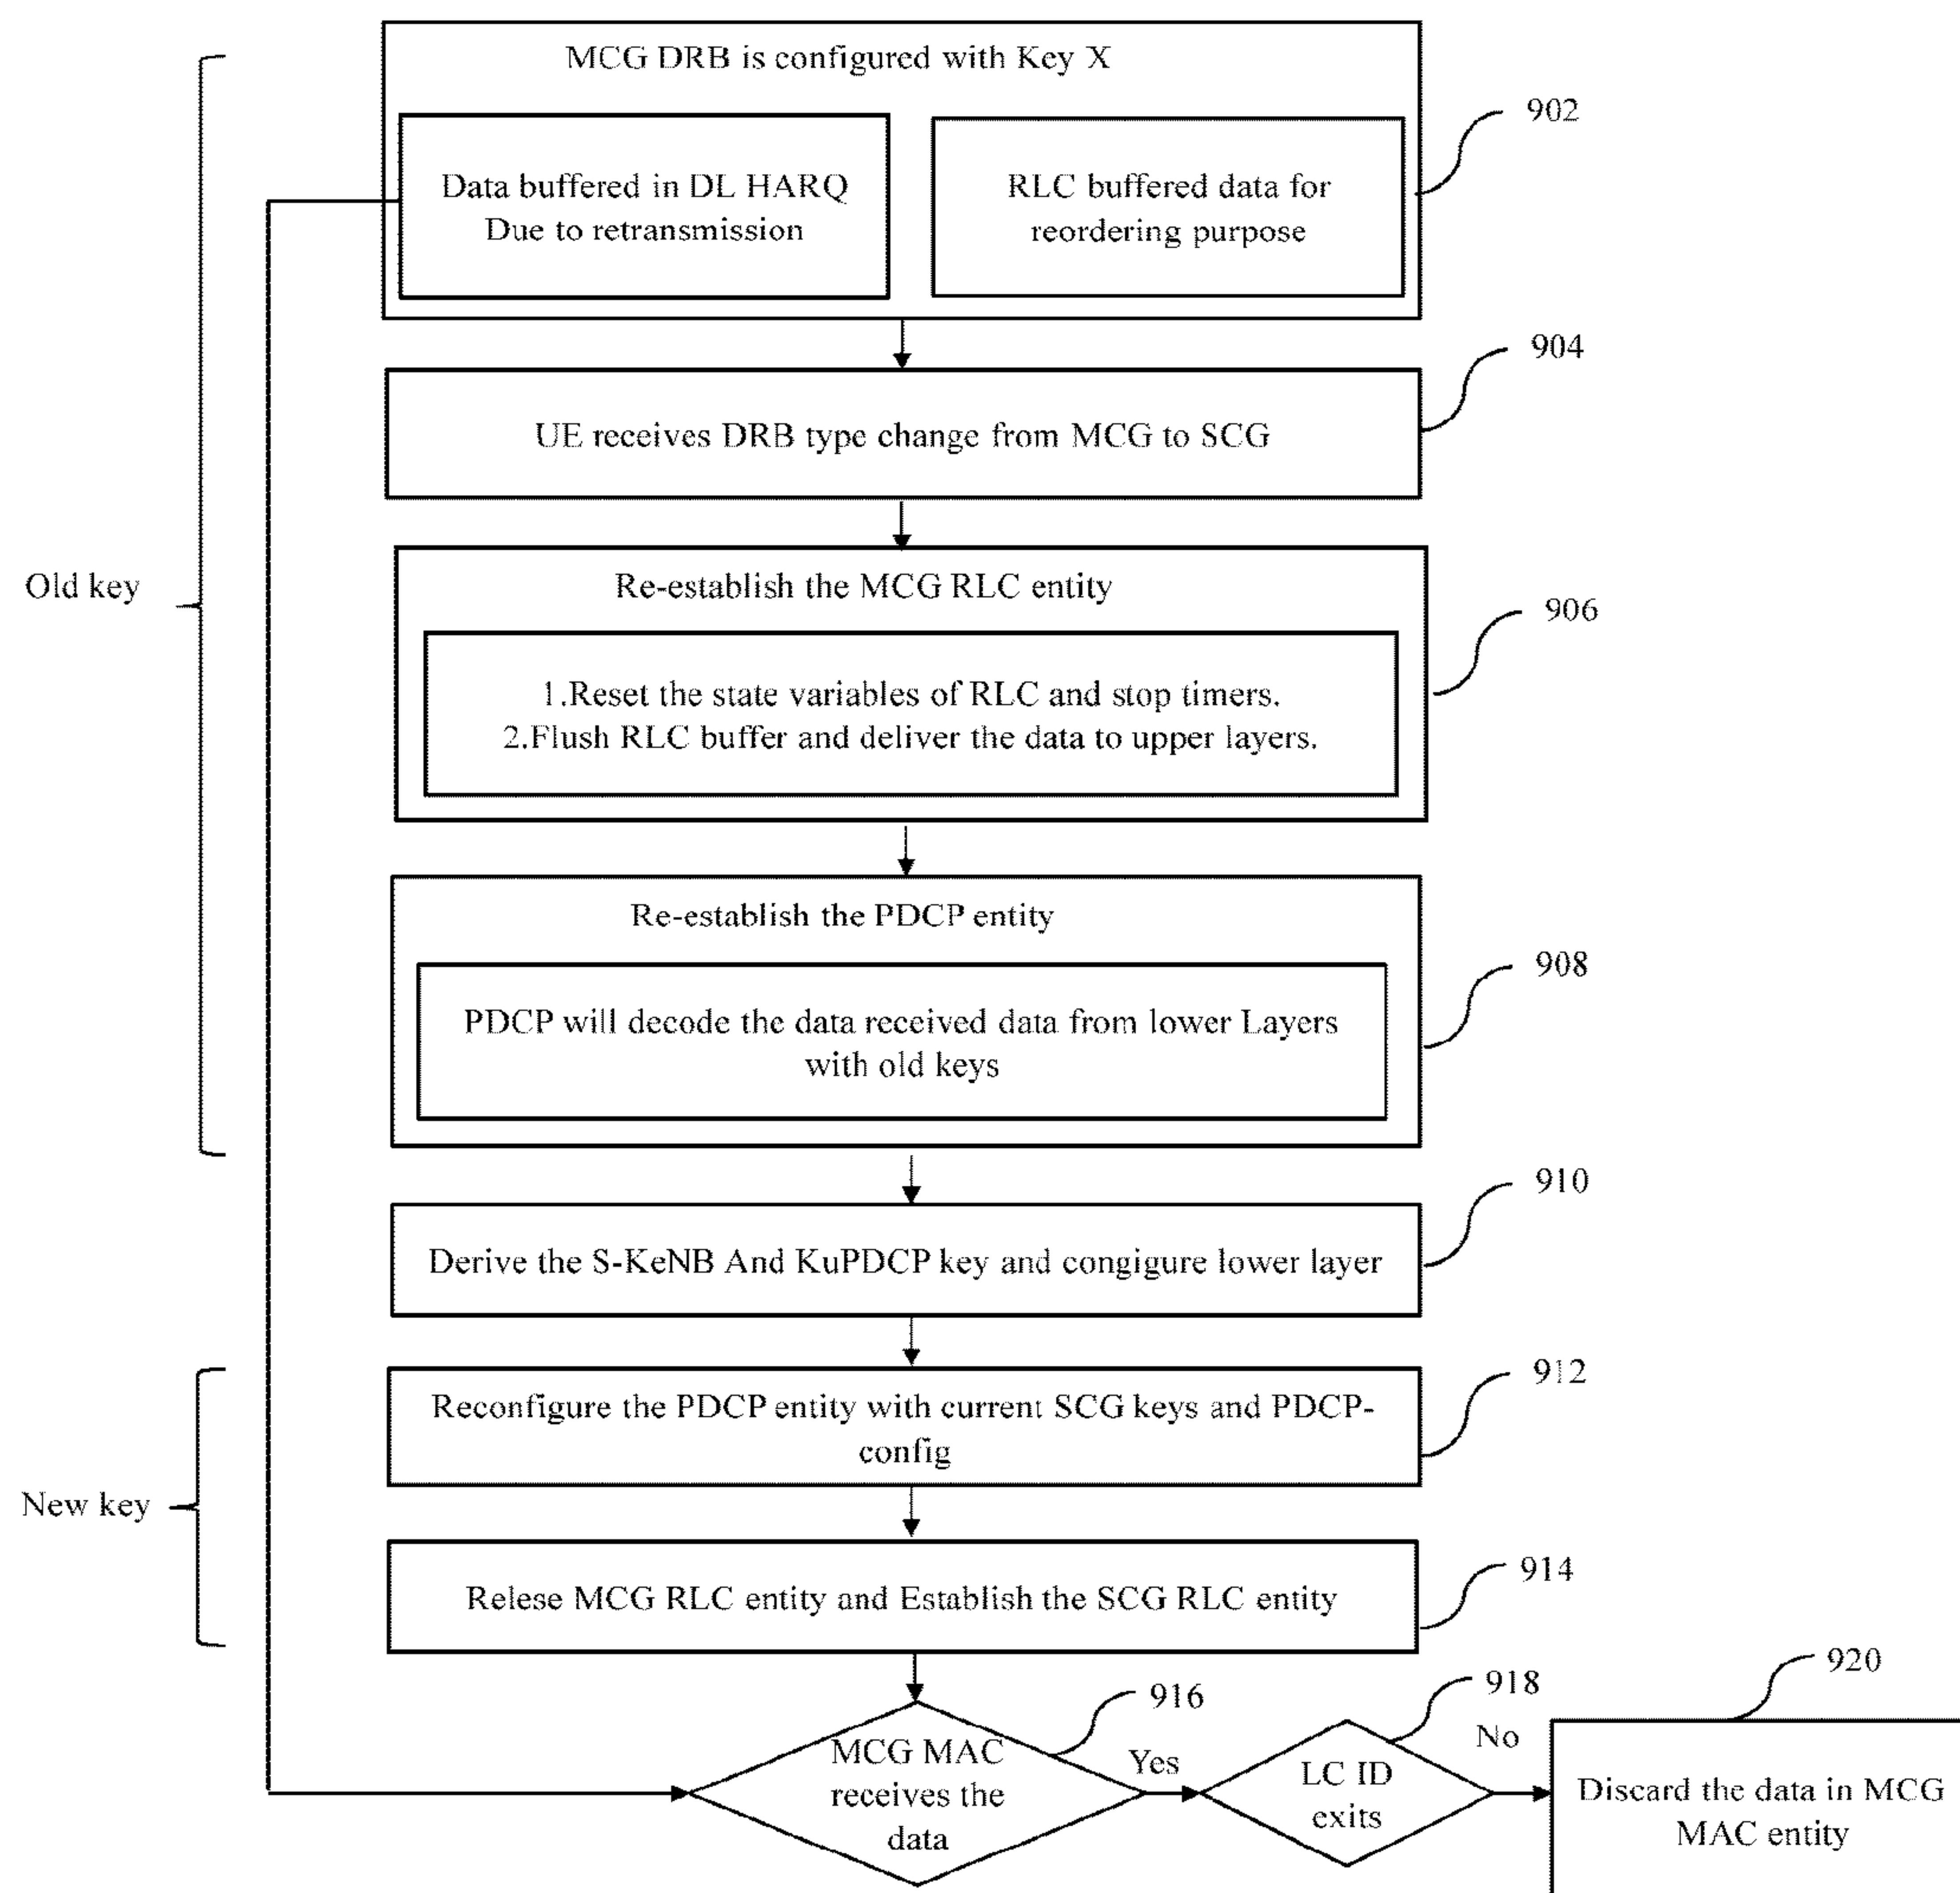 MCG DRB is configured with Key X
902
Data buffered in DL HARQ
Due to retransmission
RLC buffered data for
reordering purpose
904
UE receives DRB type change from MCG to SCG
Old key
Re-establish the MCG RLC entity
906
1.Reset the state variables of RLC and stop timers.
2.Flush RLC buffer and deliver the data to upper layers.
Re-establish the PDCP entity
908
PDCP will decode the data received data from lower Layers
with old keys
910
Derive the S-KeNB And KuPDCP key and congigure lower layer
912
Reconfigure the PDCP entity with current SCG keys and PDCP-
config
New key
914
Relese MCG RLC entity and Establish the SCG RLC entity
916
918
920
MCG MAC
receives the
data
Yes
LC ID
exits
No
Discard the data in MCG
MAC entity